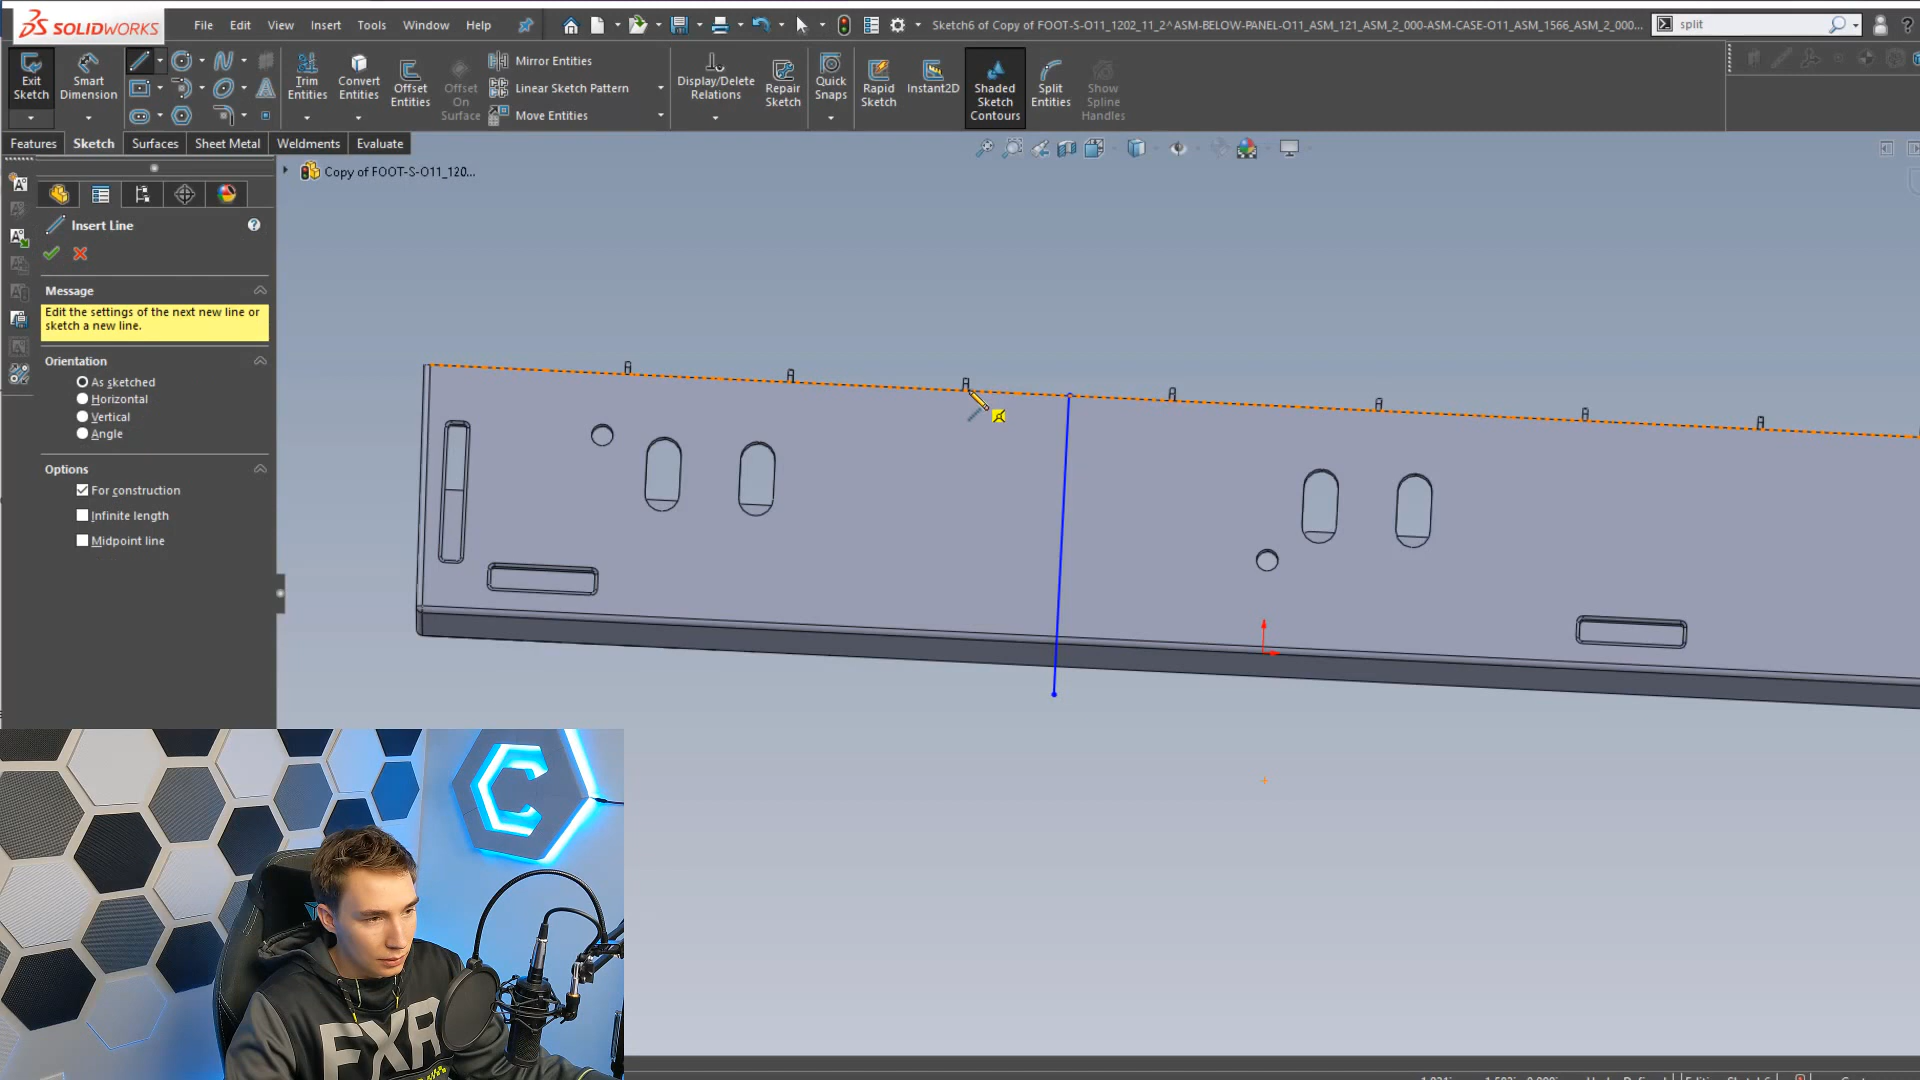 SOLIDWORKS File Edit View Insert Tools Window Help Sketch6 of Copy of FOOT-S-O11_1202_11_2^ASM-BELOW-PANEL-O11_ASM_121_ASM_2_000-ASM-CASE-O11_ASM_1566_ASM_2_000... split
Exit Sketch
Smart Dimension
Trim Entities
Convert Entities
Offset Entities
Offset On Surface
Mirror Entities
Linear Sketch Pattern
Move Entities
Display/Delete Relations
Repair Sketch
Quick Snaps
Rapid Sketch
Instant2D
Shaded Sketch Contours
Split Entities
Show Spline Handles
Features Sketch Surfaces Sheet Metal Weldments Evaluate
Copy of FOOT-S-O11_120...
Insert Line
Message
Edit the settings of the next new line or
sketch a new line.
Orientation
As sketched
Horizontal
Vertical
Angle
Options
For construction
Infinite length
Midpoint line
FXR